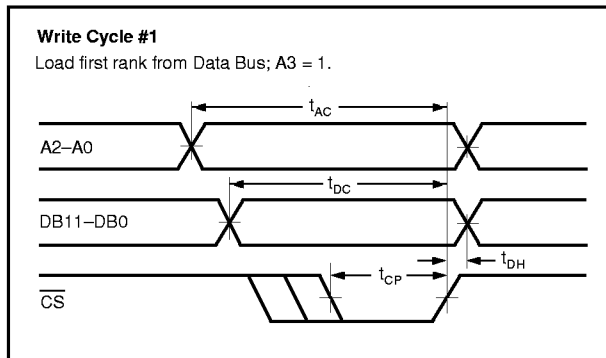 Write Cycle #1
Load first rank from Data Bus; A3 = 1.
tAC
A2–A0
tDC
DB11–DB0
tDH
tCP
CS